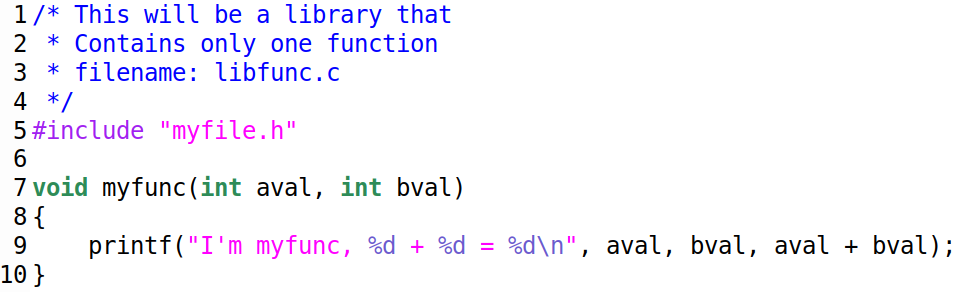 1 /* This will be a library that
2  * Contains only one function
3  * filename: libfunc.c
4  */
5 #include "myfile.h"
6
7 void myfunc(int aval, int bval)
8 {
9     printf("I'm myfunc, %d + %d = %d\n", aval, bval, aval + bval);
10 }